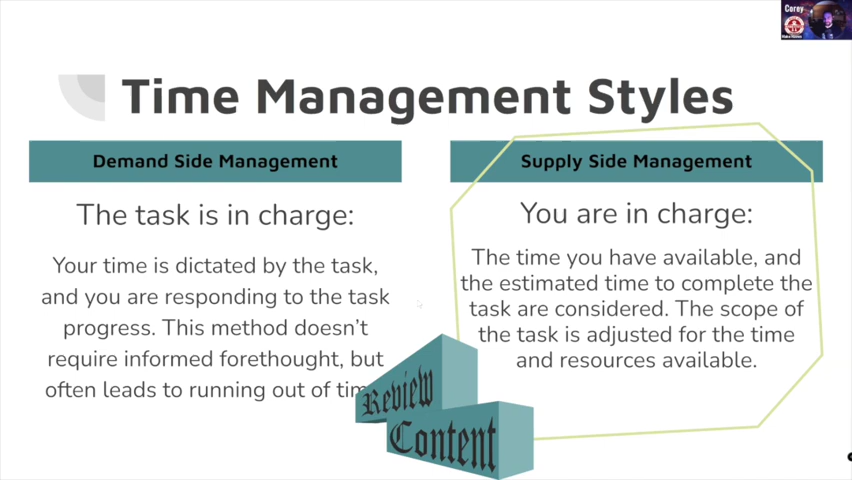 Corey
Time Management Styles
Demand Side Management
The task is in charge:
Your time is dictated by the task,
and you are responding to the task
progress. This method doesn't
require informed forethought, but
often leads to running out of
Supply Side Management
You are in charge:
The time you have available, and
the estimated time to complete the
task are considered. The scope of
the task is adjusted for the time
and resources available.
Review
Content